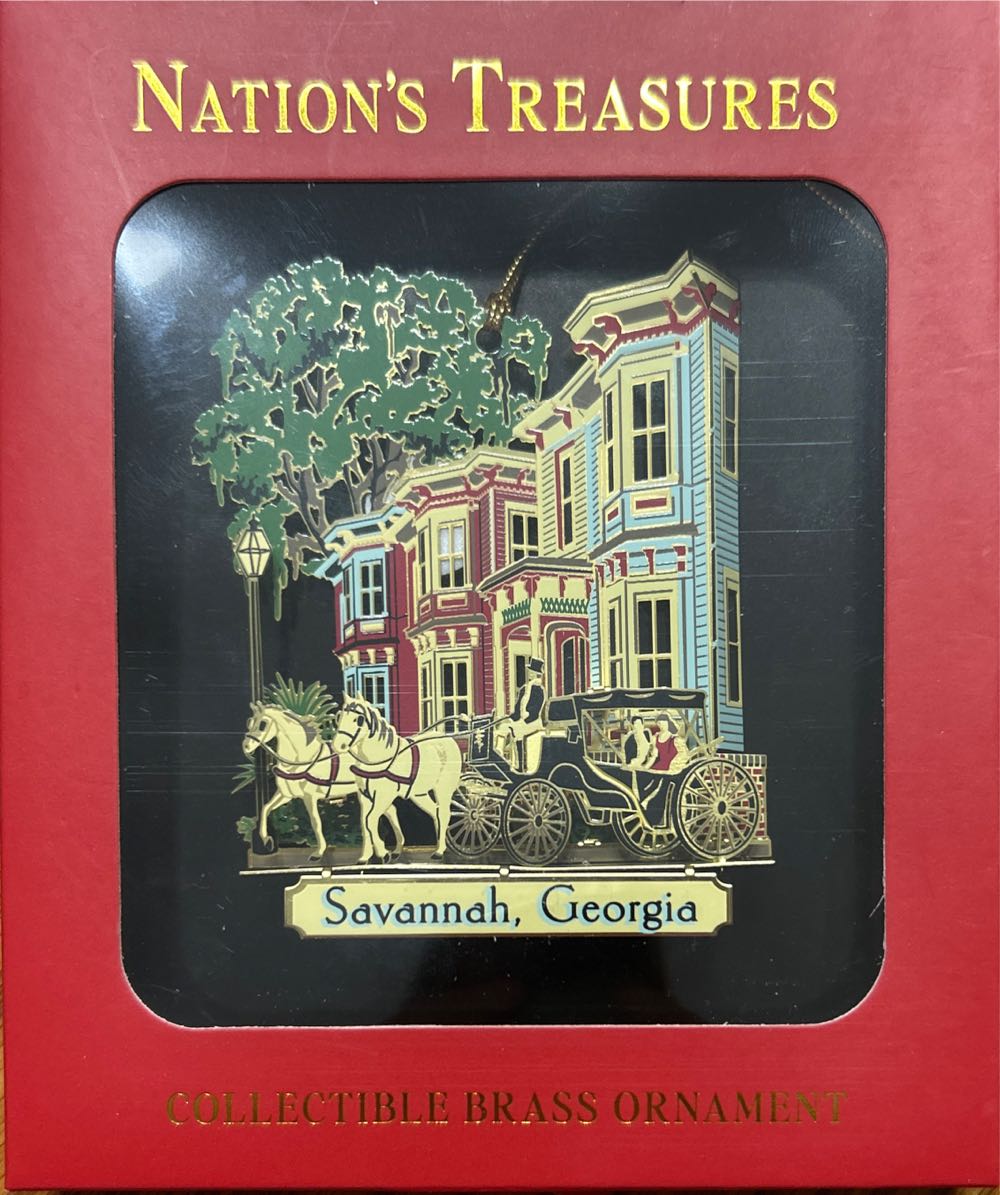 NATION'S TREASURES
Savannah, Georgia
COLLECTIBLE BRASS ORNAMENT